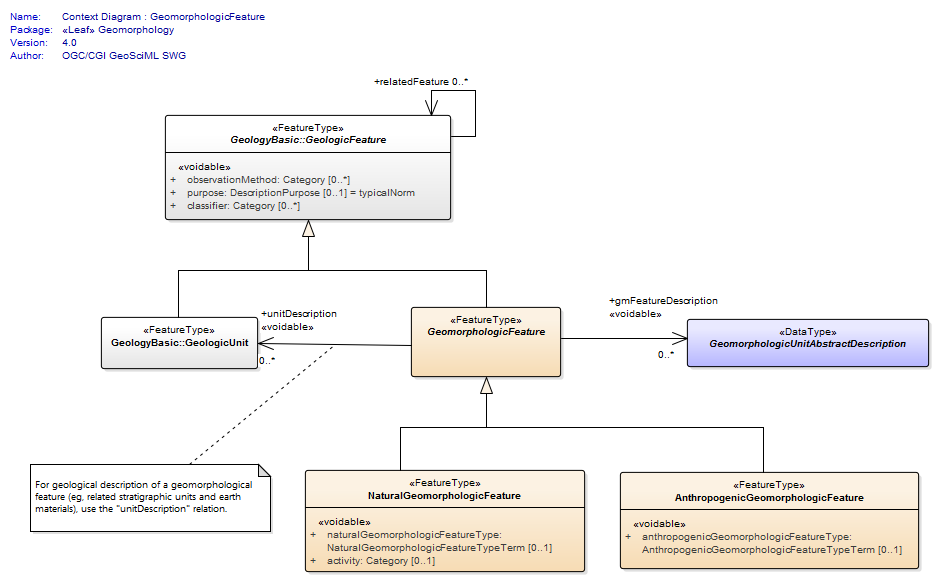 Name: Context Diagram : GeomorphologicFeature
Package: «Leaf» Geomorphology
Version: 4.0
Author: OGC/CGI GeoSciML SWG
+relatedFeature 0..*
«FeatureType»
GeologyBasic::GeologicFeature
«voidable»
+ observationMethod: Category [0..*]
+ purpose: DescriptionPurpose [0..1] = typicalNorm
+ classifier: Category [0..*]
+unitDescription
«voidable»
0..*
+gmFeatureDescription
«voidable»
0..*
«FeatureType»
GeologyBasic::GeologicUnit
«FeatureType»
GeomorphologicFeature
«DataType»
GeomorphologicUnitAbstractDescription
For geological description of a geomorphological
feature (eg, related stratigraphic units and earth
materials), use the "unitDescription" relation.
«FeatureType»
NaturalGeomorphologicFeature
«voidable»
+ naturalGeomorphologicFeatureType:
NaturalGeomorphologicFeatureTypeTerm [0..1]
+ activity: Category [0..1]
«FeatureType»
AnthropogenicGeomorphologicFeature
«voidable»
+ anthropogenicGeomorphologicFeatureType:
AnthropogenicGeomorphologicFeatureTypeTerm [0..1]